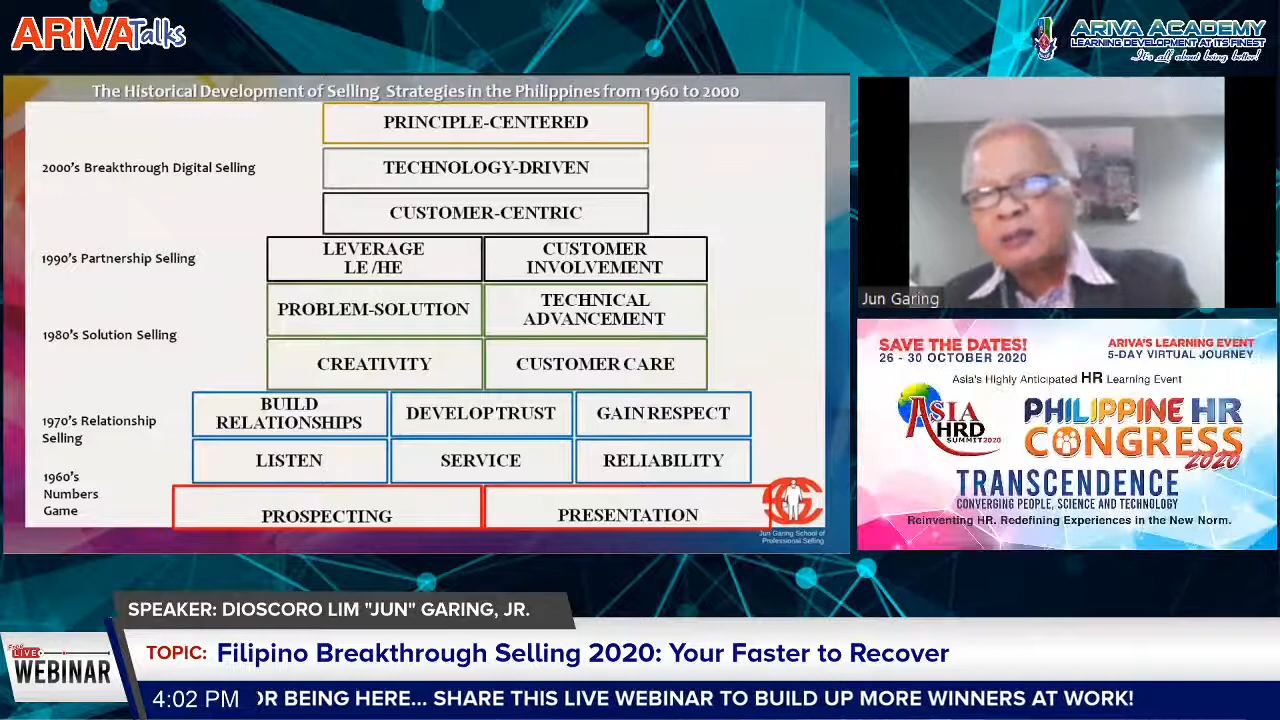 ARIVATalks
ARIVA ACADEMY
LEARNING DEVELOPMENT AT ITS FINEST
It's all about being better!
The Historical Development of Selling Strategies in the Philippines from 1960 to 2000
PRINCIPLE-CENTERED
2000's Breakthrough Digital Selling
TECHNOLOGY-DRIVEN
CUSTOMER-CENTRIC
1990's Partnership Selling
LEVERAGE
LE /HE
CUSTOMER
INVOLVEMENT
PROBLEM-SOLUTION
TECHNICAL
ADVANCEMENT
1980's Solution Selling
CREATIVITY
CUSTOMER CARE
1970's Relationship
Selling
BUILD
RELATIONSHIPS
DEVELOP TRUST
GAIN RESPECT
LISTEN
SERVICE
RELIABILITY
1960's
Numbers
Game
PROSPECTING
PRESENTATION
Jun Garing School of
Professional Selling
Jun Garing
SAVE THE DATES!
26 - 30 OCTOBER 2020
ARIVA'S LEARNING EVENT
5-DAY VIRTUAL JOURNEY
Asia's Highly Anticipated HR Learning Event
ASIA
HRD
SUMMIT 2020
PHILIPPINE HR
CONGRESS
2020
TRANSCENDENCE
CONVERGING PEOPLE, SCIENCE AND TECHNOLOGY
Reinventing HR. Redefining Experiences in the New Norm.
SPEAKER: DIOSCORO LIM "JUN" GARING, JR.
Free
LIVE
WEBINAR
TOPIC: Filipino Breakthrough Selling 2020: Your Faster to Recover
4:02 PM
OR BEING HERE... SHARE THIS LIVE WEBINAR TO BUILD UP MORE WINNERS AT WORK!